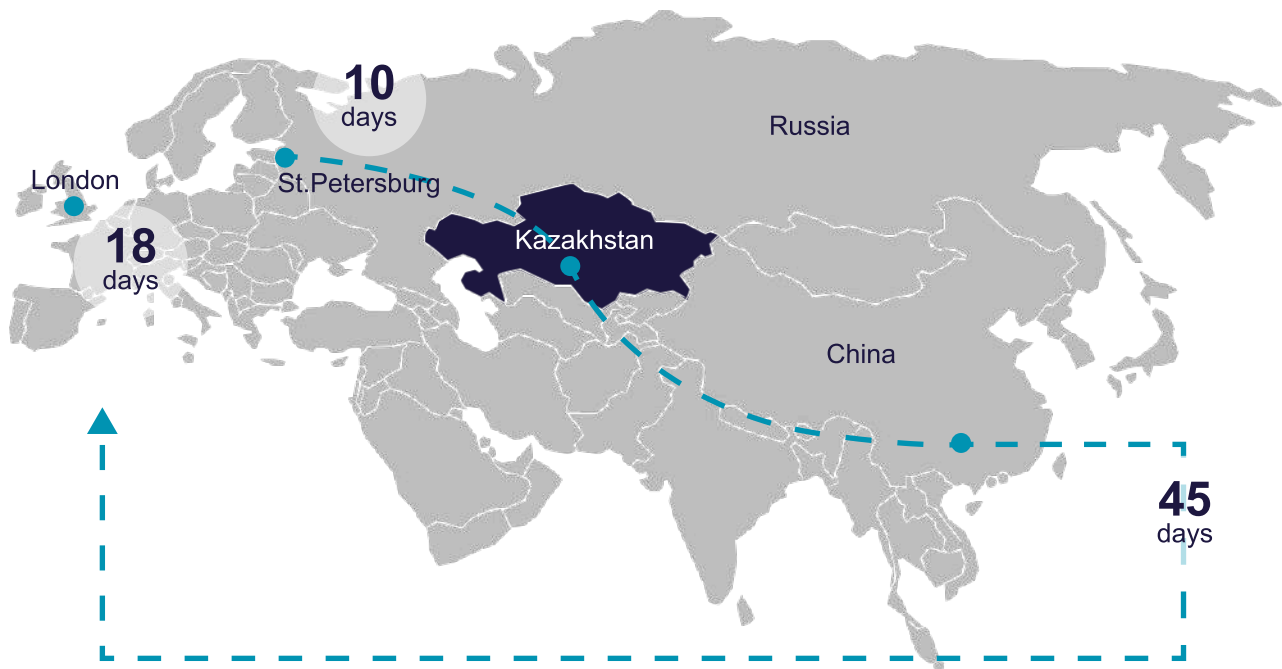 10
days
Russia
London
St.Petersburg
18
days
Kazakhstan
China
45
days